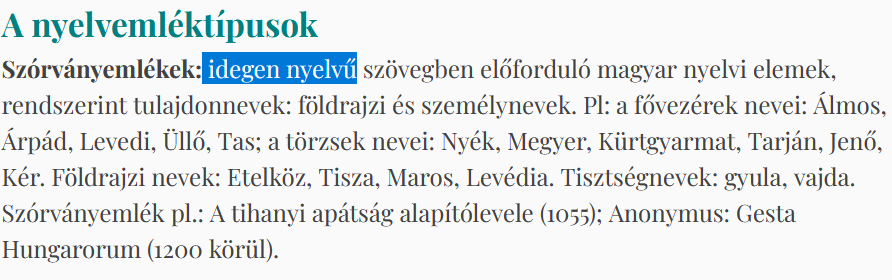 A nyelvemléktípusok
Szórványemlékek: idegen nyelvű szövegben előforduló magyar nyelvi elemek,
rendszerint tulajdonnevek: földrajzi és személynevek. Pl: a fővezérek nevei: Álmos,
Árpád, Levedi, Üllő, Tas; a törzsek nevei: Nyék, Megyer, Kürtgyarmat, Tarján, Jenő,
Kér. Földrajzi nevek: Etelköz, Tisza, Maros, Levédia. Tisztségnevek: gyula, vajda.
Szórványemlék pl.: A tihanyi apátság alapítólevele (1055); Anonymus: Gesta
Hungarorum (1200 körül).